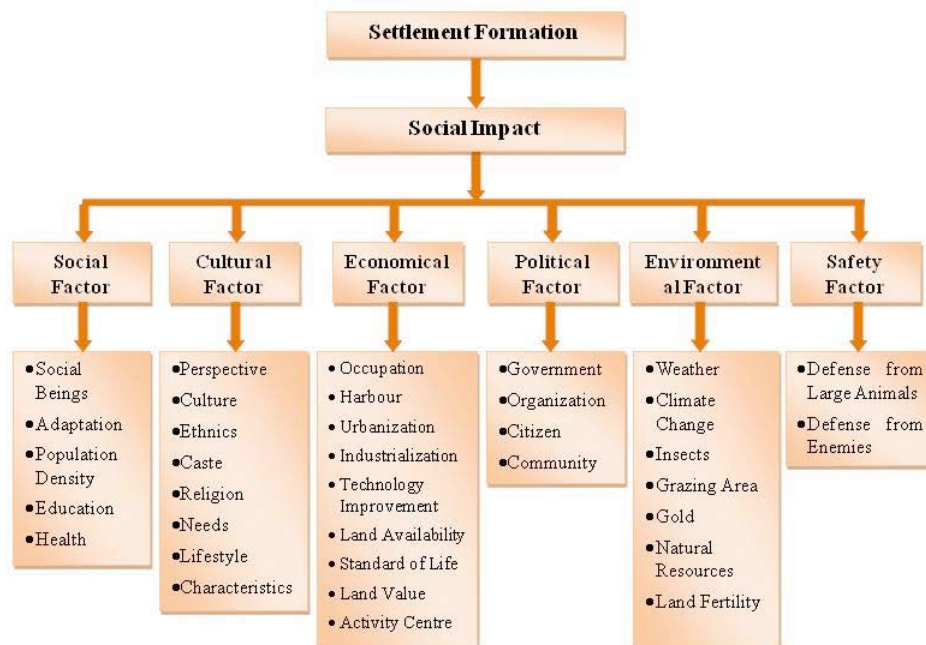 Settlement Formation
Social Impact
Social
Factor
Cultural
Factor
Economical
Factor
Political
Factor
Environment
al Factor
Safety
Factor
•Social
Beings
•Adaptation
•Population
Density
•Education
•Health
•Perspective
•Culture
•Ethnics
•Caste
•Religion
•Needs
•Lifestyle
•Characteristics
• Occupation
• Harbour
• Urbanization
• Industrialization
• Technology
Improvement
• Land Availability
• Standard of Life
• Land Value
• Activity Centre
•Government
•Organization
•Citizen
•Community
•Weather
•Climate
Change
•Insects
•Grazing Area
•Gold
•Natural
Resources
•Land Fertility
•Defense from
Large Animals
•Defense from
Enemies